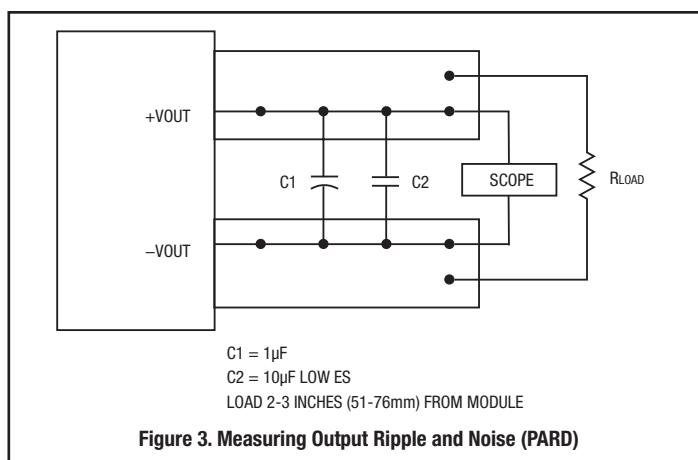 +VOUT
C1
C2
SCOPE
RLOAD
−VOUT
C1 = 1µF
C2 = 10µF LOW ES
LOAD 2-3 INCHES (51-76mm) FROM MODULE
Figure 3. Measuring Output Ripple and Noise (PARD)